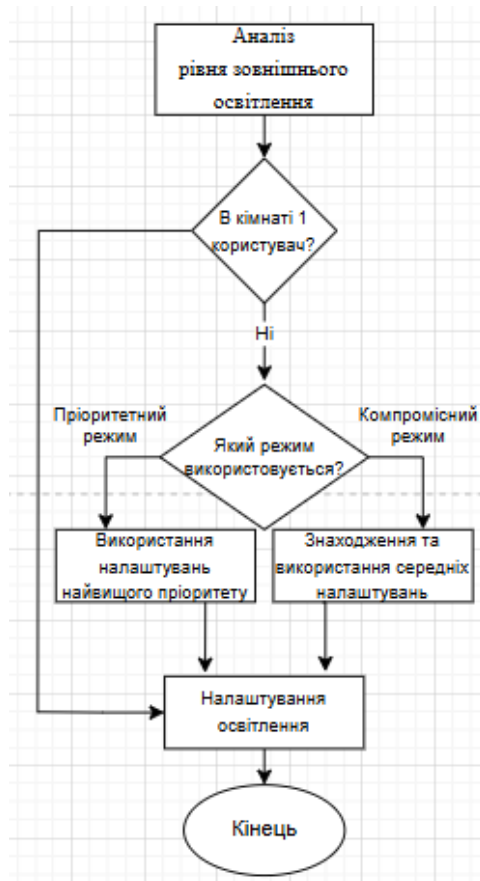 Аналіз
рівня зовнішнього
освітлення
В кімнаті 1
користувач?
Ні
Пріоритетний
режим
Компромісний
режим
Який режим
використовується?
Використання
налаштувань
найвищого пріоритету
Знаходження та
використання середніх
налаштувань
Налаштування
освітлення
Кінець